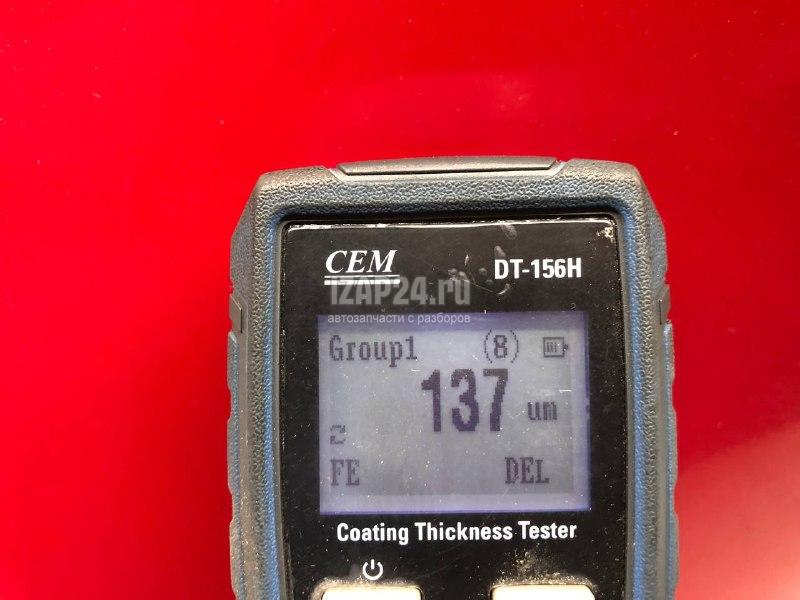 CEM
DT-156H
IZAP24.ru
автозапчасти с разборов
Group1 (8)
137 um
FE DEL
Coating Thickness Tester